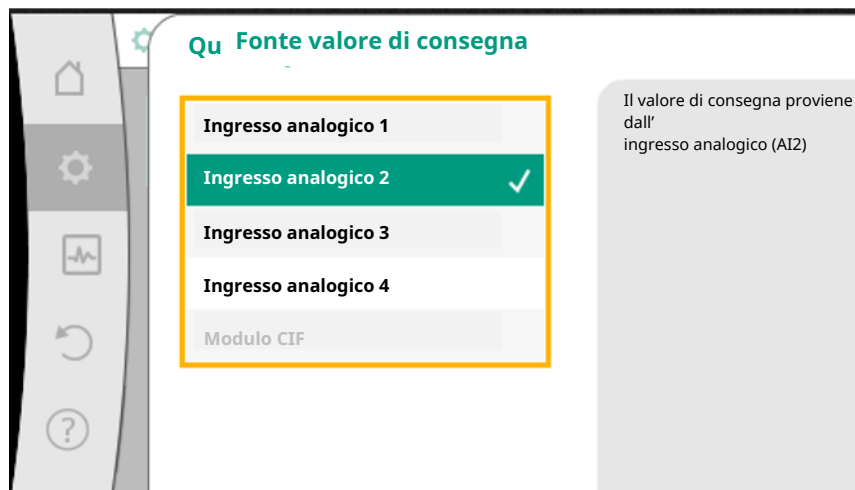 Qu Fonte valore di consegna
Ingresso analogico 1
Ingresso analogico 2
Ingresso analogico 3
Ingresso analogico 4
Modulo CIF
Il valore di consegna proviene
dall’
ingresso analogico (AI2)
?